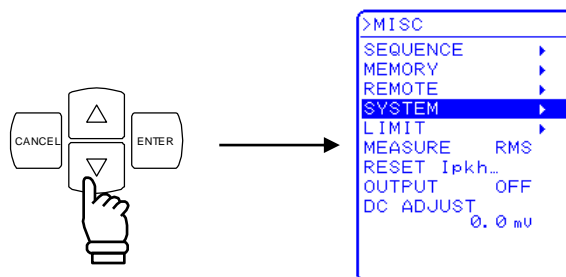 CANCEL
ENTER
>MISC
SEQUENCE
MEMORY
REMOTE
SYSTEM
LIMIT
MEASURE RMS
RESET Ipkh…
OUTPUT OFF
DC ADJUST
0.0 mV